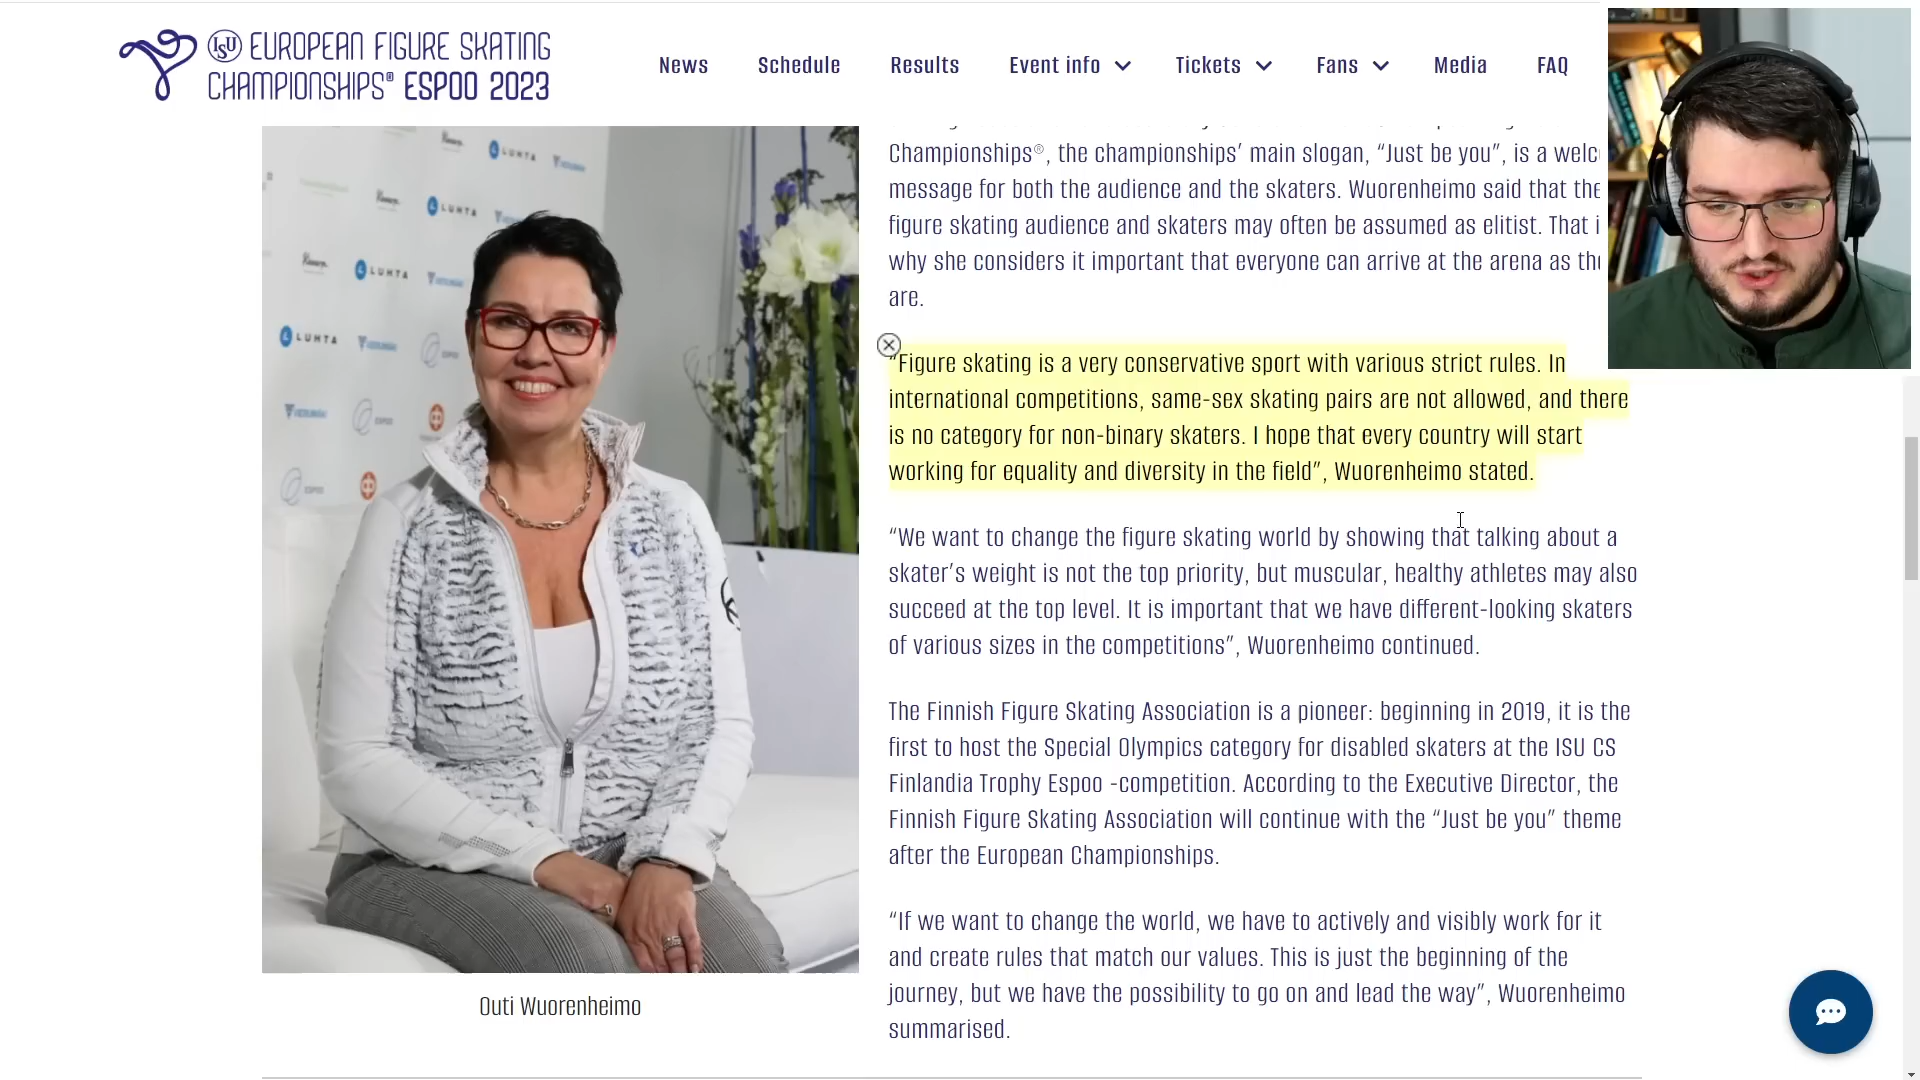 ISU EUROPEAN FIGURE SKATING
CHAMPIONSHIPS® ESPOO 2023
News Schedule Results Event info Tickets Fans Media FAQ
Championships®, the championships’ main slogan, “Just be you”, is a
message for both the audience and the skaters. Wuorenheimo said that
figure skating audience and skaters may often be assumed as elitist. That
why she considers it important that everyone can arrive at the arena as
are.
“Figure skating is a very conservative sport with various strict rules. In
international competitions, same-sex skating pairs are not allowed, and there
is no category for non-binary skaters. I hope that every country will start
working for equality and diversity in the field”, Wuorenheimo stated.
“We want to change the figure skating world by showing that talking about a
skater’s weight is not the top priority, but muscular, healthy athletes may also
succeed at the top level. It is important that we have different-looking skaters
of various sizes in the competitions”, Wuorenheimo continued.
The Finnish Figure Skating Association is a pioneer: beginning in 2019, it is the
first to host the Special Olympics category for disabled skaters at the ISU CS
Finlandia Trophy Espoo -competition. According to the Executive Director, the
Finnish Figure Skating Association will continue with the “Just be you” theme
after the European Championships.
“If we want to change the world, we have to actively and visibly work for it
and create rules that match our values. This is just the beginning of the
journey, but we have the possibility to go on and lead the way”, Wuorenheimo
summarised.
LUHTA
LUHTA
LUHTA
LUHTA
ESPOO
Outi Wuorenheimo